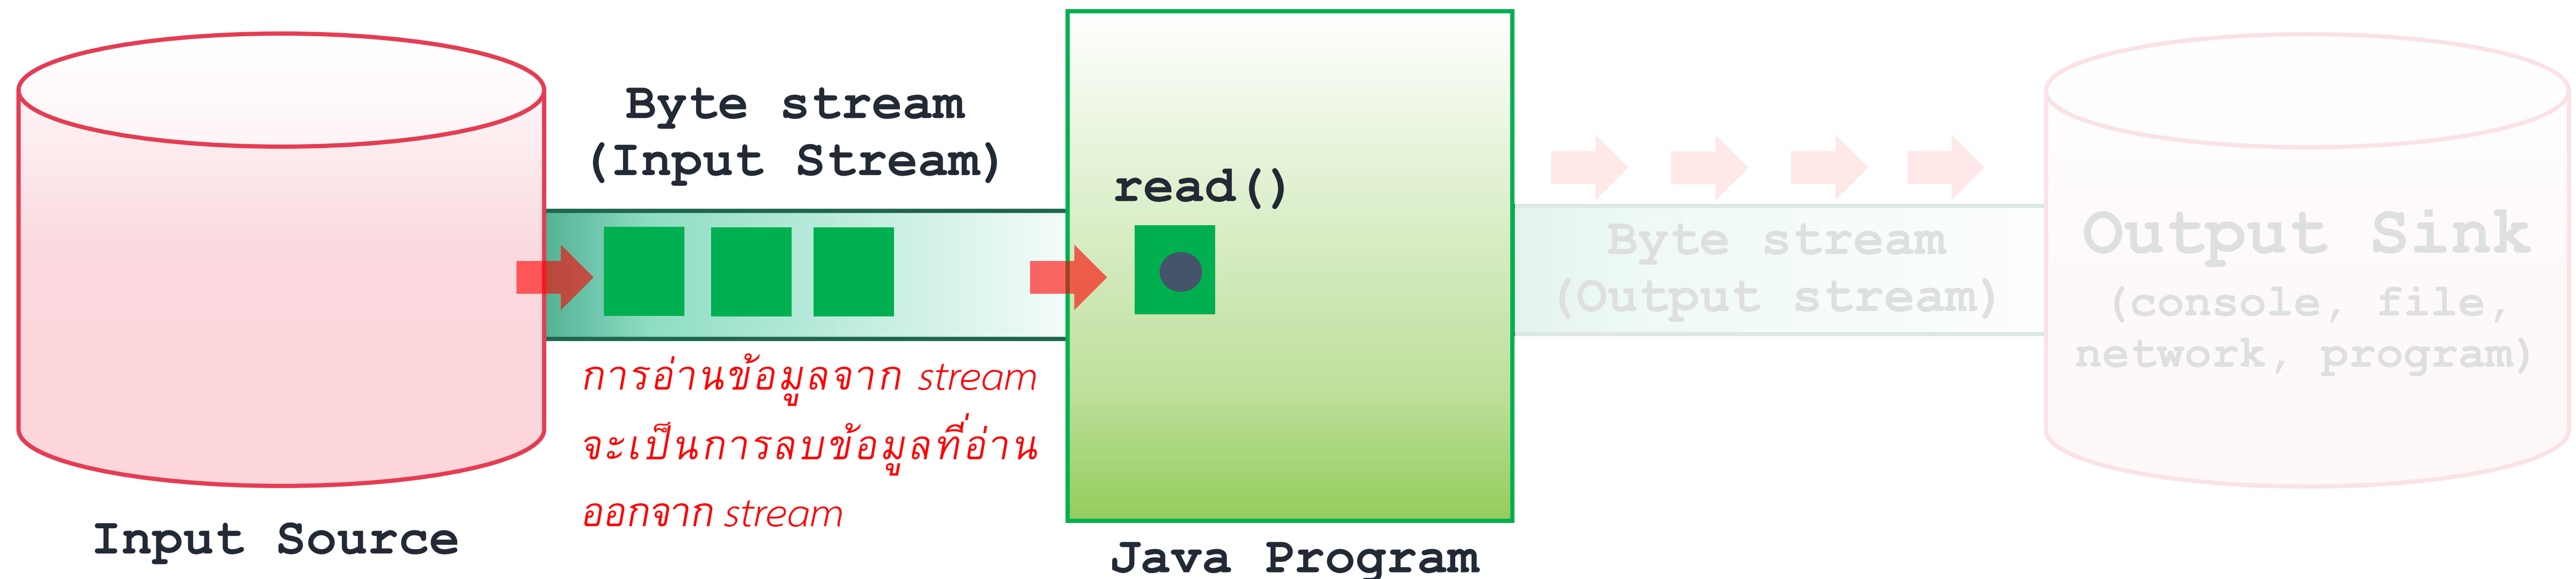 Byte stream
(Input Stream)
การอ่านข้อมูลจาก stream
จะเป็นการลบข้อมูลที่อ่าน
ออกจาก stream
Input Source
read()
Java Program
Byte stream
(Output stream)
Output Sink
(console, file,
network, program)